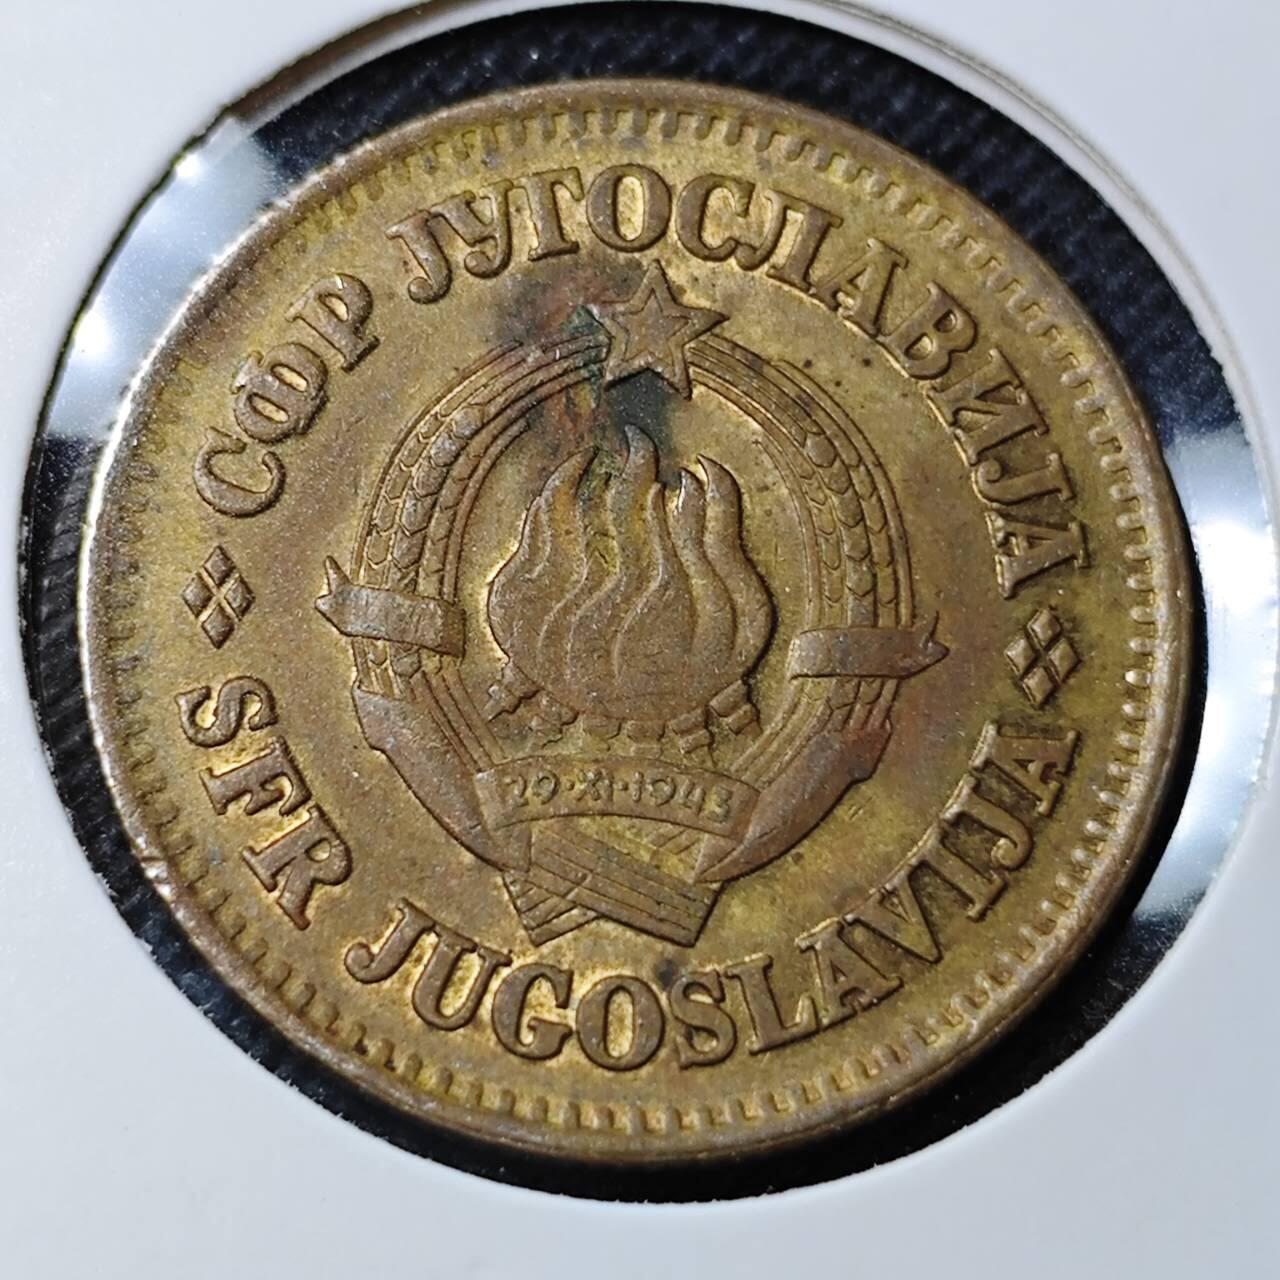 СФР ЈУГОСЛАВИЈА
29·XI·1943
SFR JUGOSLAVIJA